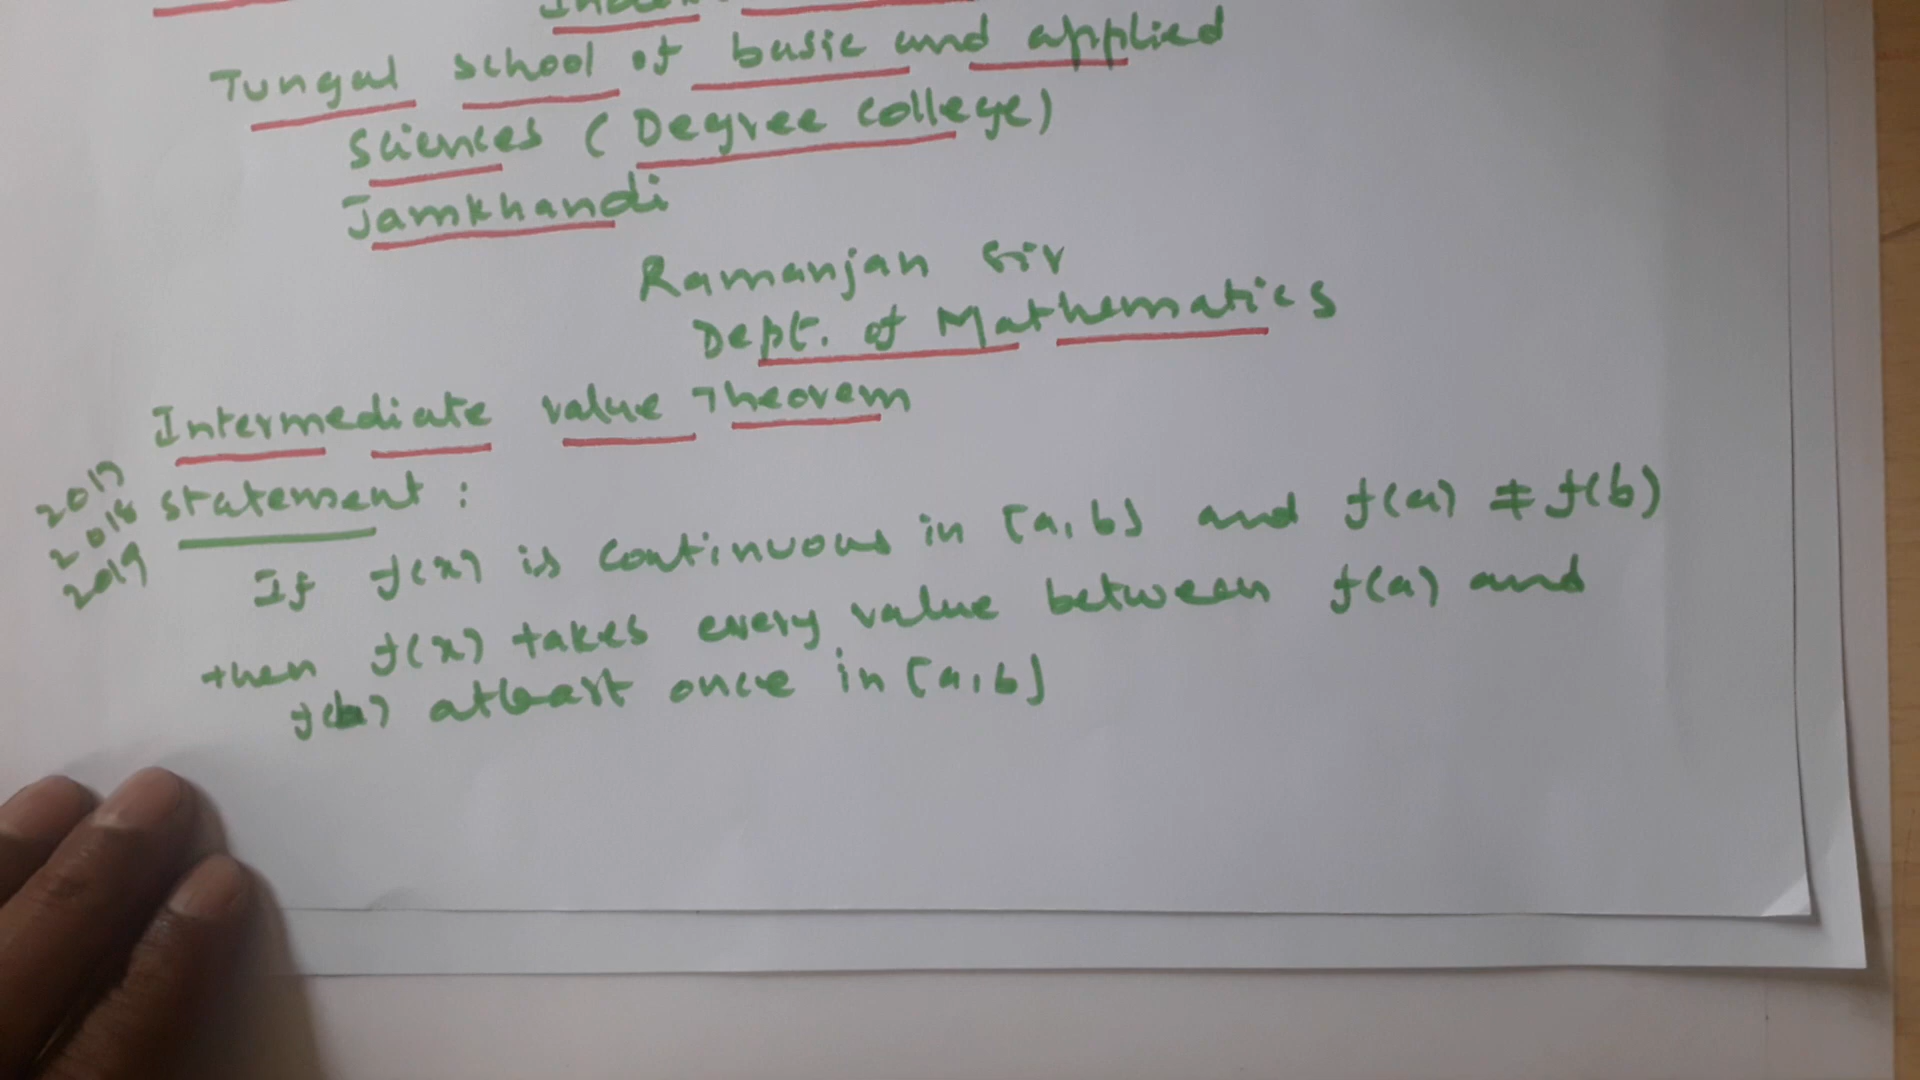 Tungal school of basic and applied
Sciences (Degree college)
Jamkhandi
Ramanjan Sir
Dept. of Mathematics
Intermediate value Theorem
2017
2018
2019
Statement :
If f(x) is continuous in [a, b] and f(a) ≠ f(b)
then f(x) takes every value between f(a) and
f(b) atleast once in [a, b]